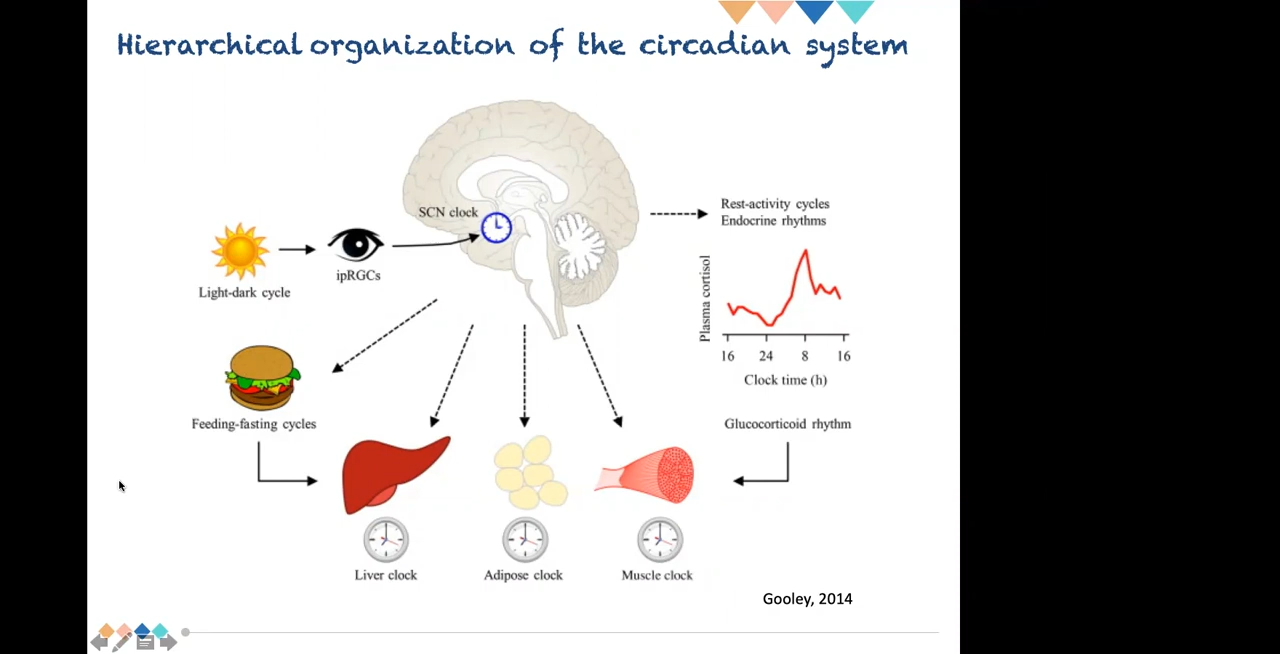 Hierarchical organization of the circadian system
SCN clock
Light-dark cycle
ipRGCs
Rest-activity cycles
Endocrine rhythms
Plasma cortisol
16 24 8 16
Clock time (h)
Feeding-fasting cycles
Glucocorticoid rhythm
Liver clock
Adipose clock
Muscle clock
Gooley, 2014